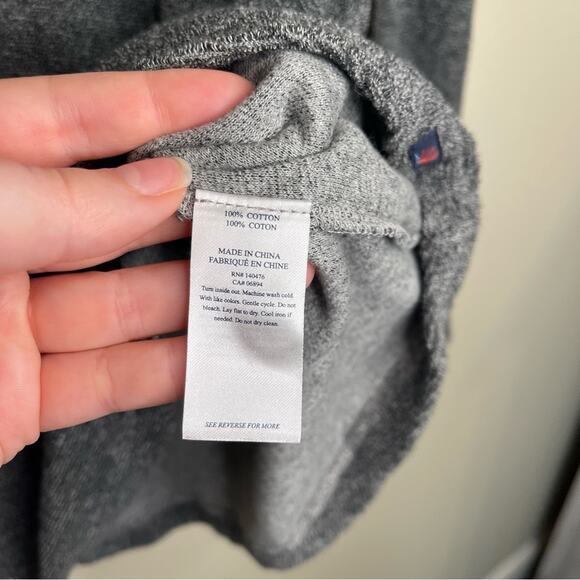 100% COTTON
100% COTON
MADE IN CHINA
FABRIQUÉ EN CHINE
RN# 140476
CA# 06894
Turn inside out. Machine wash cold.
With like colors. Gentle cycle. Do not
bleach. Lay flat to dry. Cool iron if
needed. Do not dry clean.
SEE REVERSE FOR MORE